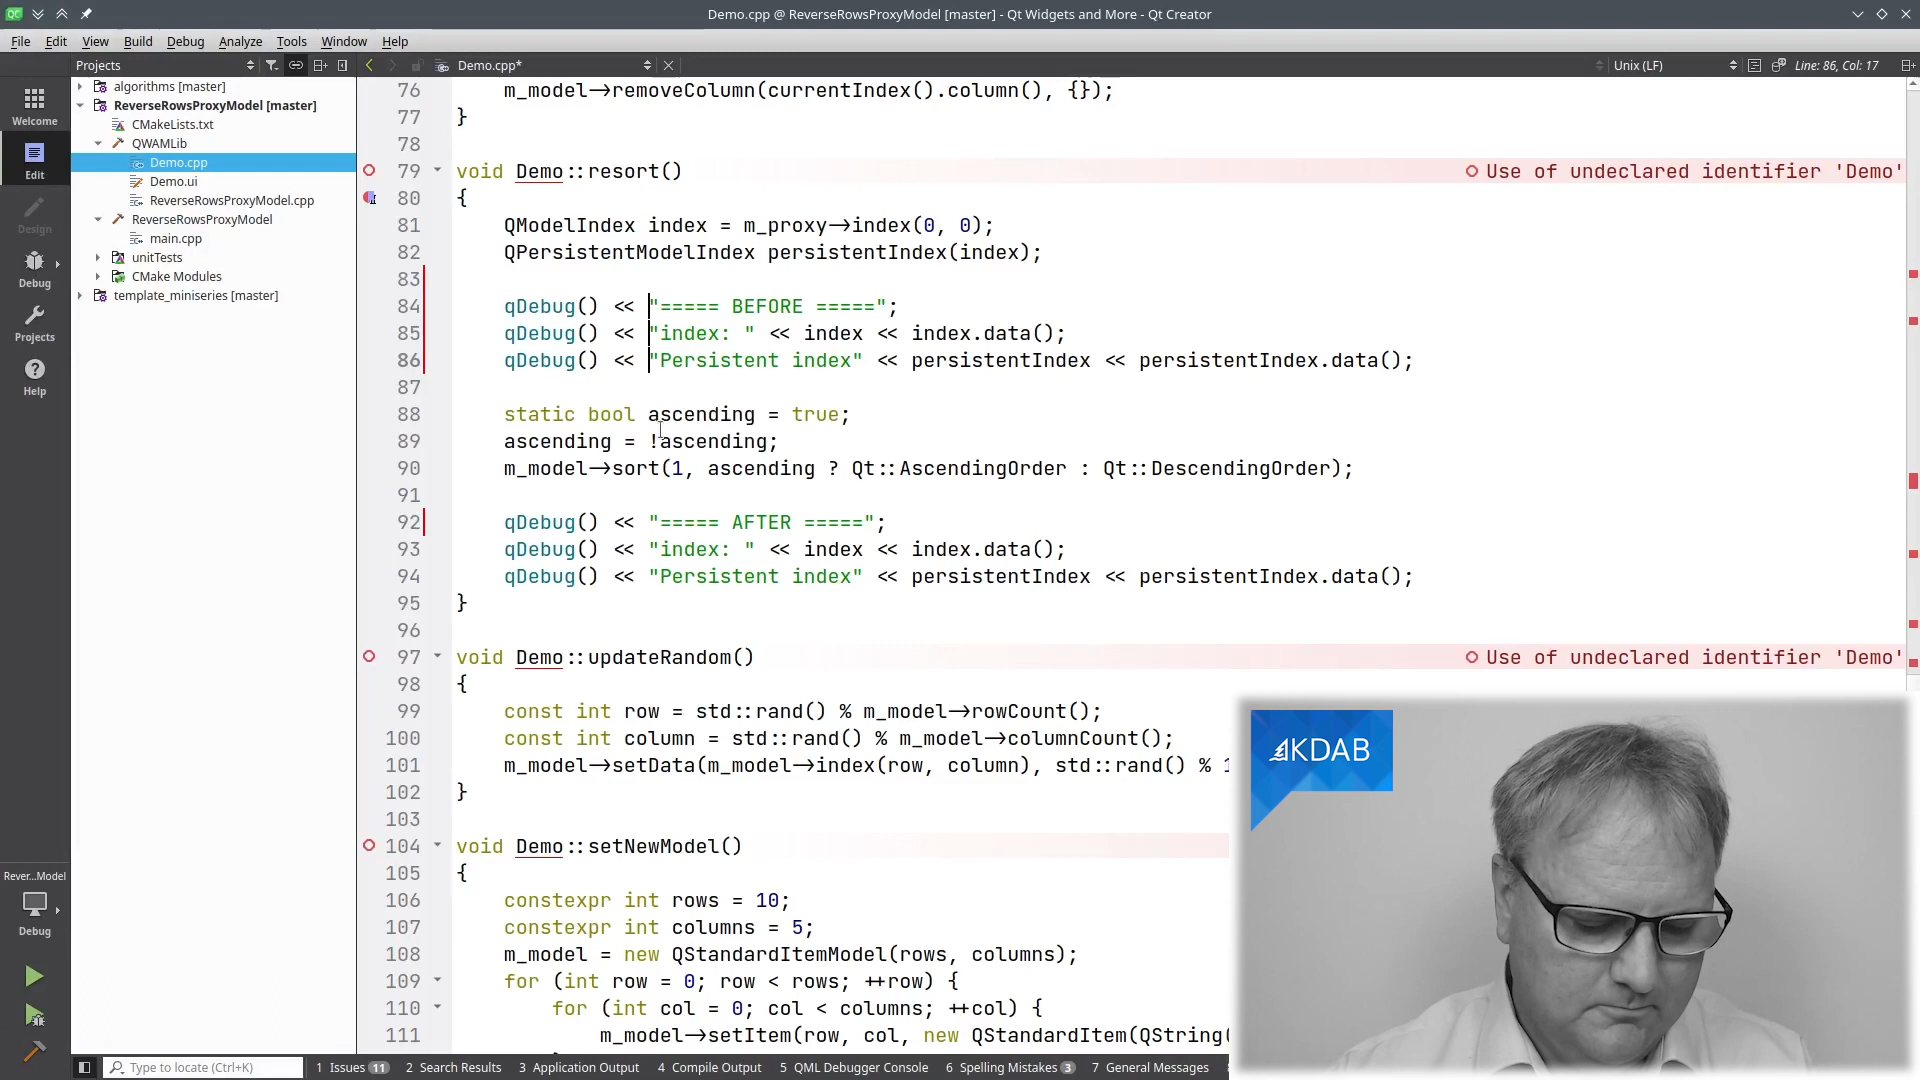 Demo.cpp @ ReverseRowsProxyModel [master] - Qt Widgets and More - Qt Creator
File Edit View Build Debug Analyze Tools Window Help
Projects
Demo.cpp*
Unix (LF)
Line: 86, Col: 17
Welcome
Edit
Design
Debug
Projects
Help
Rever...Model
Debug
algorithms [master]
ReverseRowsProxyModel [master]
CMakeLists.txt
QWAMLib
Demo.cpp
Demo.ui
ReverseRowsProxyModel.cpp
ReverseRowsProxyModel
main.cpp
unitTests
CMake Modules
template_miniseries [master]
76 m_model->removeColumn(currentIndex().column(), {});
77 }
78
79 void Demo::resort() Use of undeclared identifier 'Demo'
80 {
81 QModelIndex index = m_proxy->index(0, 0);
82 QPersistentModelIndex persistentIndex(index);
83
84 qDebug() << "===== BEFORE =====";
85 qDebug() << "index: " << index << index.data();
86 qDebug() << "Persistent index" << persistentIndex << persistentIndex.data();
87
88 static bool ascending = true;
89 ascending = !ascending;
90 m_model->sort(1, ascending ? Qt::AscendingOrder : Qt::DescendingOrder);
91
92 qDebug() << "===== AFTER =====";
93 qDebug() << "index: " << index << index.data();
94 qDebug() << "Persistent index" << persistentIndex << persistentIndex.data();
95 }
96
97 void Demo::updateRandom() Use of undeclared identifier 'Demo'
98 {
99 const int row = std::rand() % m_model->rowCount();
100 const int column = std::rand() % m_model->columnCount();
101 m_model->setData(m_model->index(row, column), std::rand() % 1
102 }
103
104 void Demo::setNewModel()
105 {
106 constexpr int rows = 10;
107 constexpr int columns = 5;
108 m_model = new QStandardItemModel(rows, columns);
109 for (int row = 0; row < rows; ++row) {
110 for (int col = 0; col < columns; ++col) {
111 m_model->setItem(row, col, new QStandardItem(QString(
KDAB
Type to locate (Ctrl+K)
1 Issues 11 2 Search Results 3 Application Output 4 Compile Output 5 QML Debugger Console 6 Spelling Mistakes 3 7 General Messages